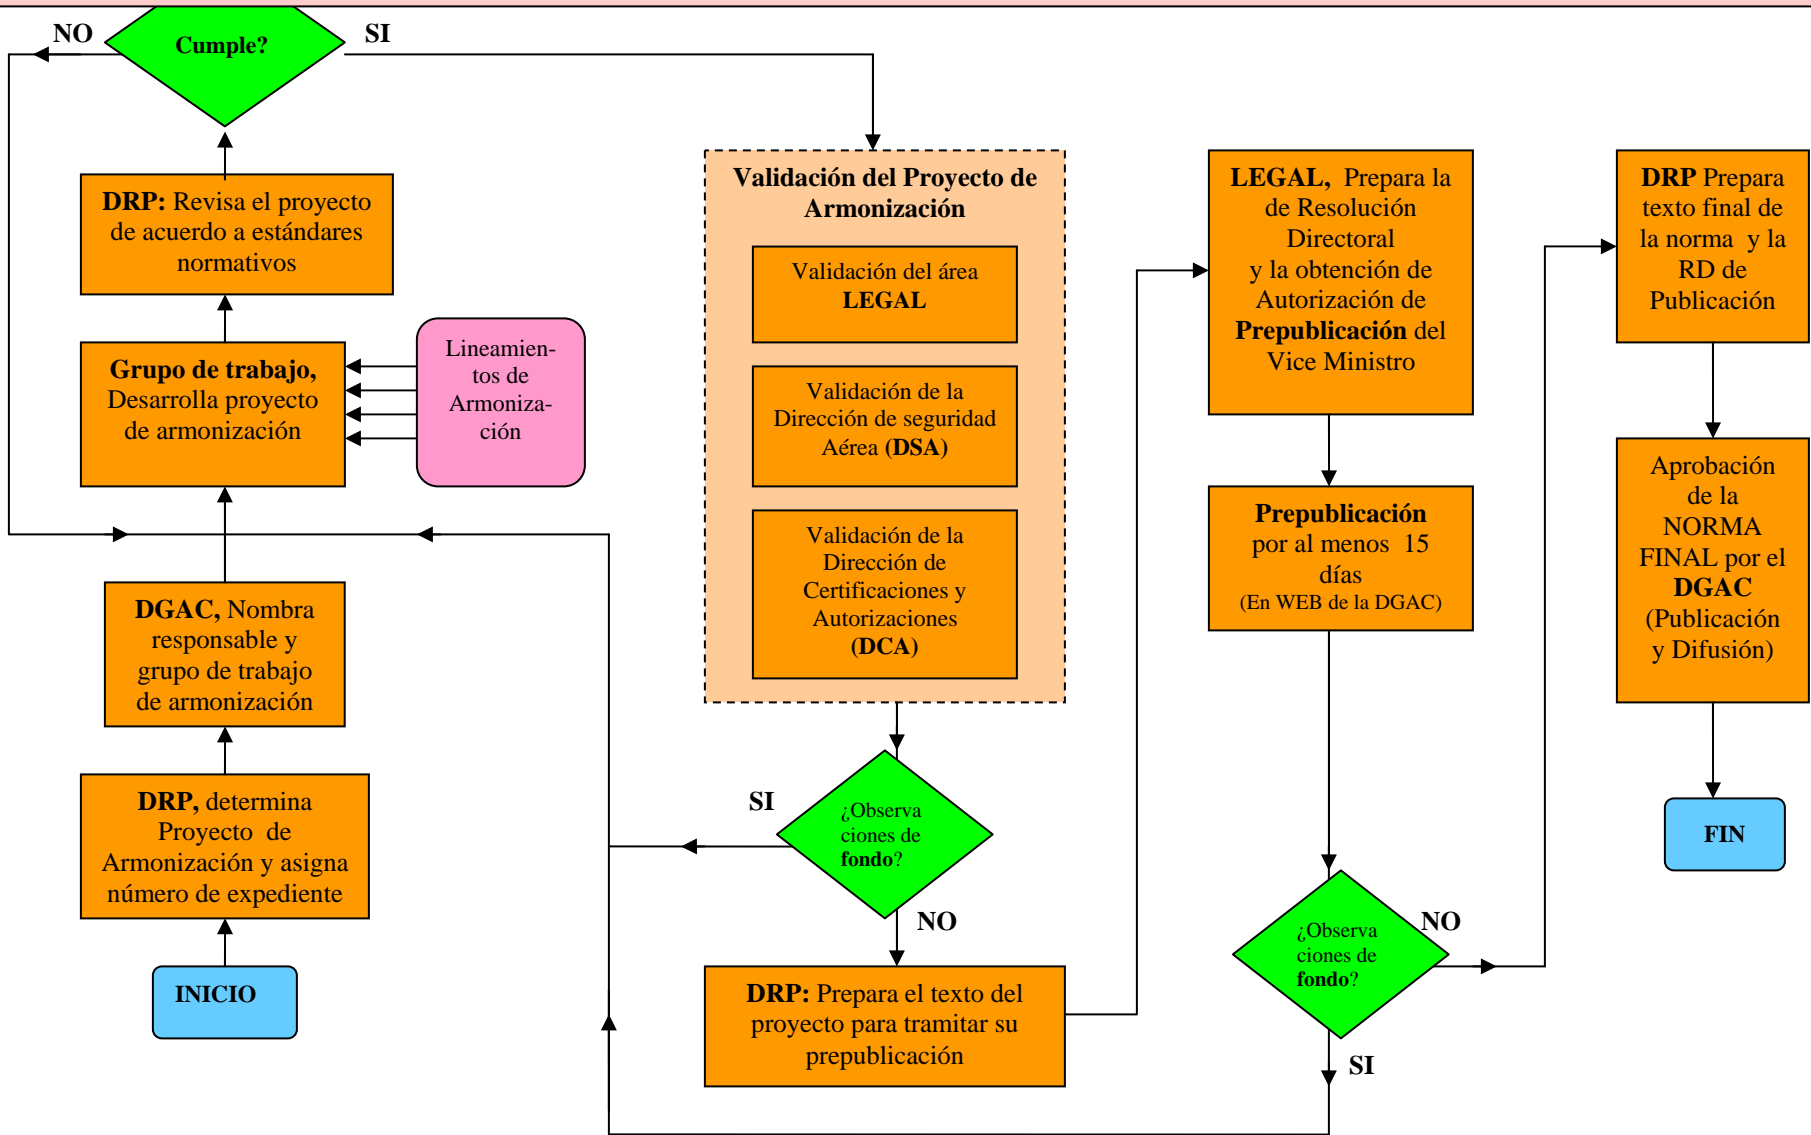 NO
Cumple?
SI
DRP: Revisa el proyecto
de acuerdo a estándares
normativos
Grupo de trabajo,
Desarrolla proyecto
de armonización
Lineamien-
tos de
Armoniza-
ción
DGAC, Nombra
responsable y
grupo de trabajo
de armonización
DRP, determina
Proyecto de
Armonización y asigna
número de expediente
INICIO
Validación del Proyecto de
Armonización
Validación del área
LEGAL
Validación de la
Dirección de seguridad
Aérea (DSA)
Validación de la
Dirección de
Certificaciones y
Autorizaciones
(DCA)
SI
¿Observa
ciones de
fondo?
NO
DRP: Prepara el texto del
proyecto para tramitar su
prepublicación
LEGAL, Prepara la
de Resolución
Directoral
y la obtención de
Autorización de
Prepublicación del
Vice Ministro
Prepublicación
por al menos 15
días
(En WEB de la DGAC)
¿Observa
ciones de
fondo?
NO
SI
DRP Prepara
texto final de
la norma y la
RD de
Publicación
Aprobación
de la
NORMA
FINAL por el
DGAC
(Publicación
y Difusión)
FIN